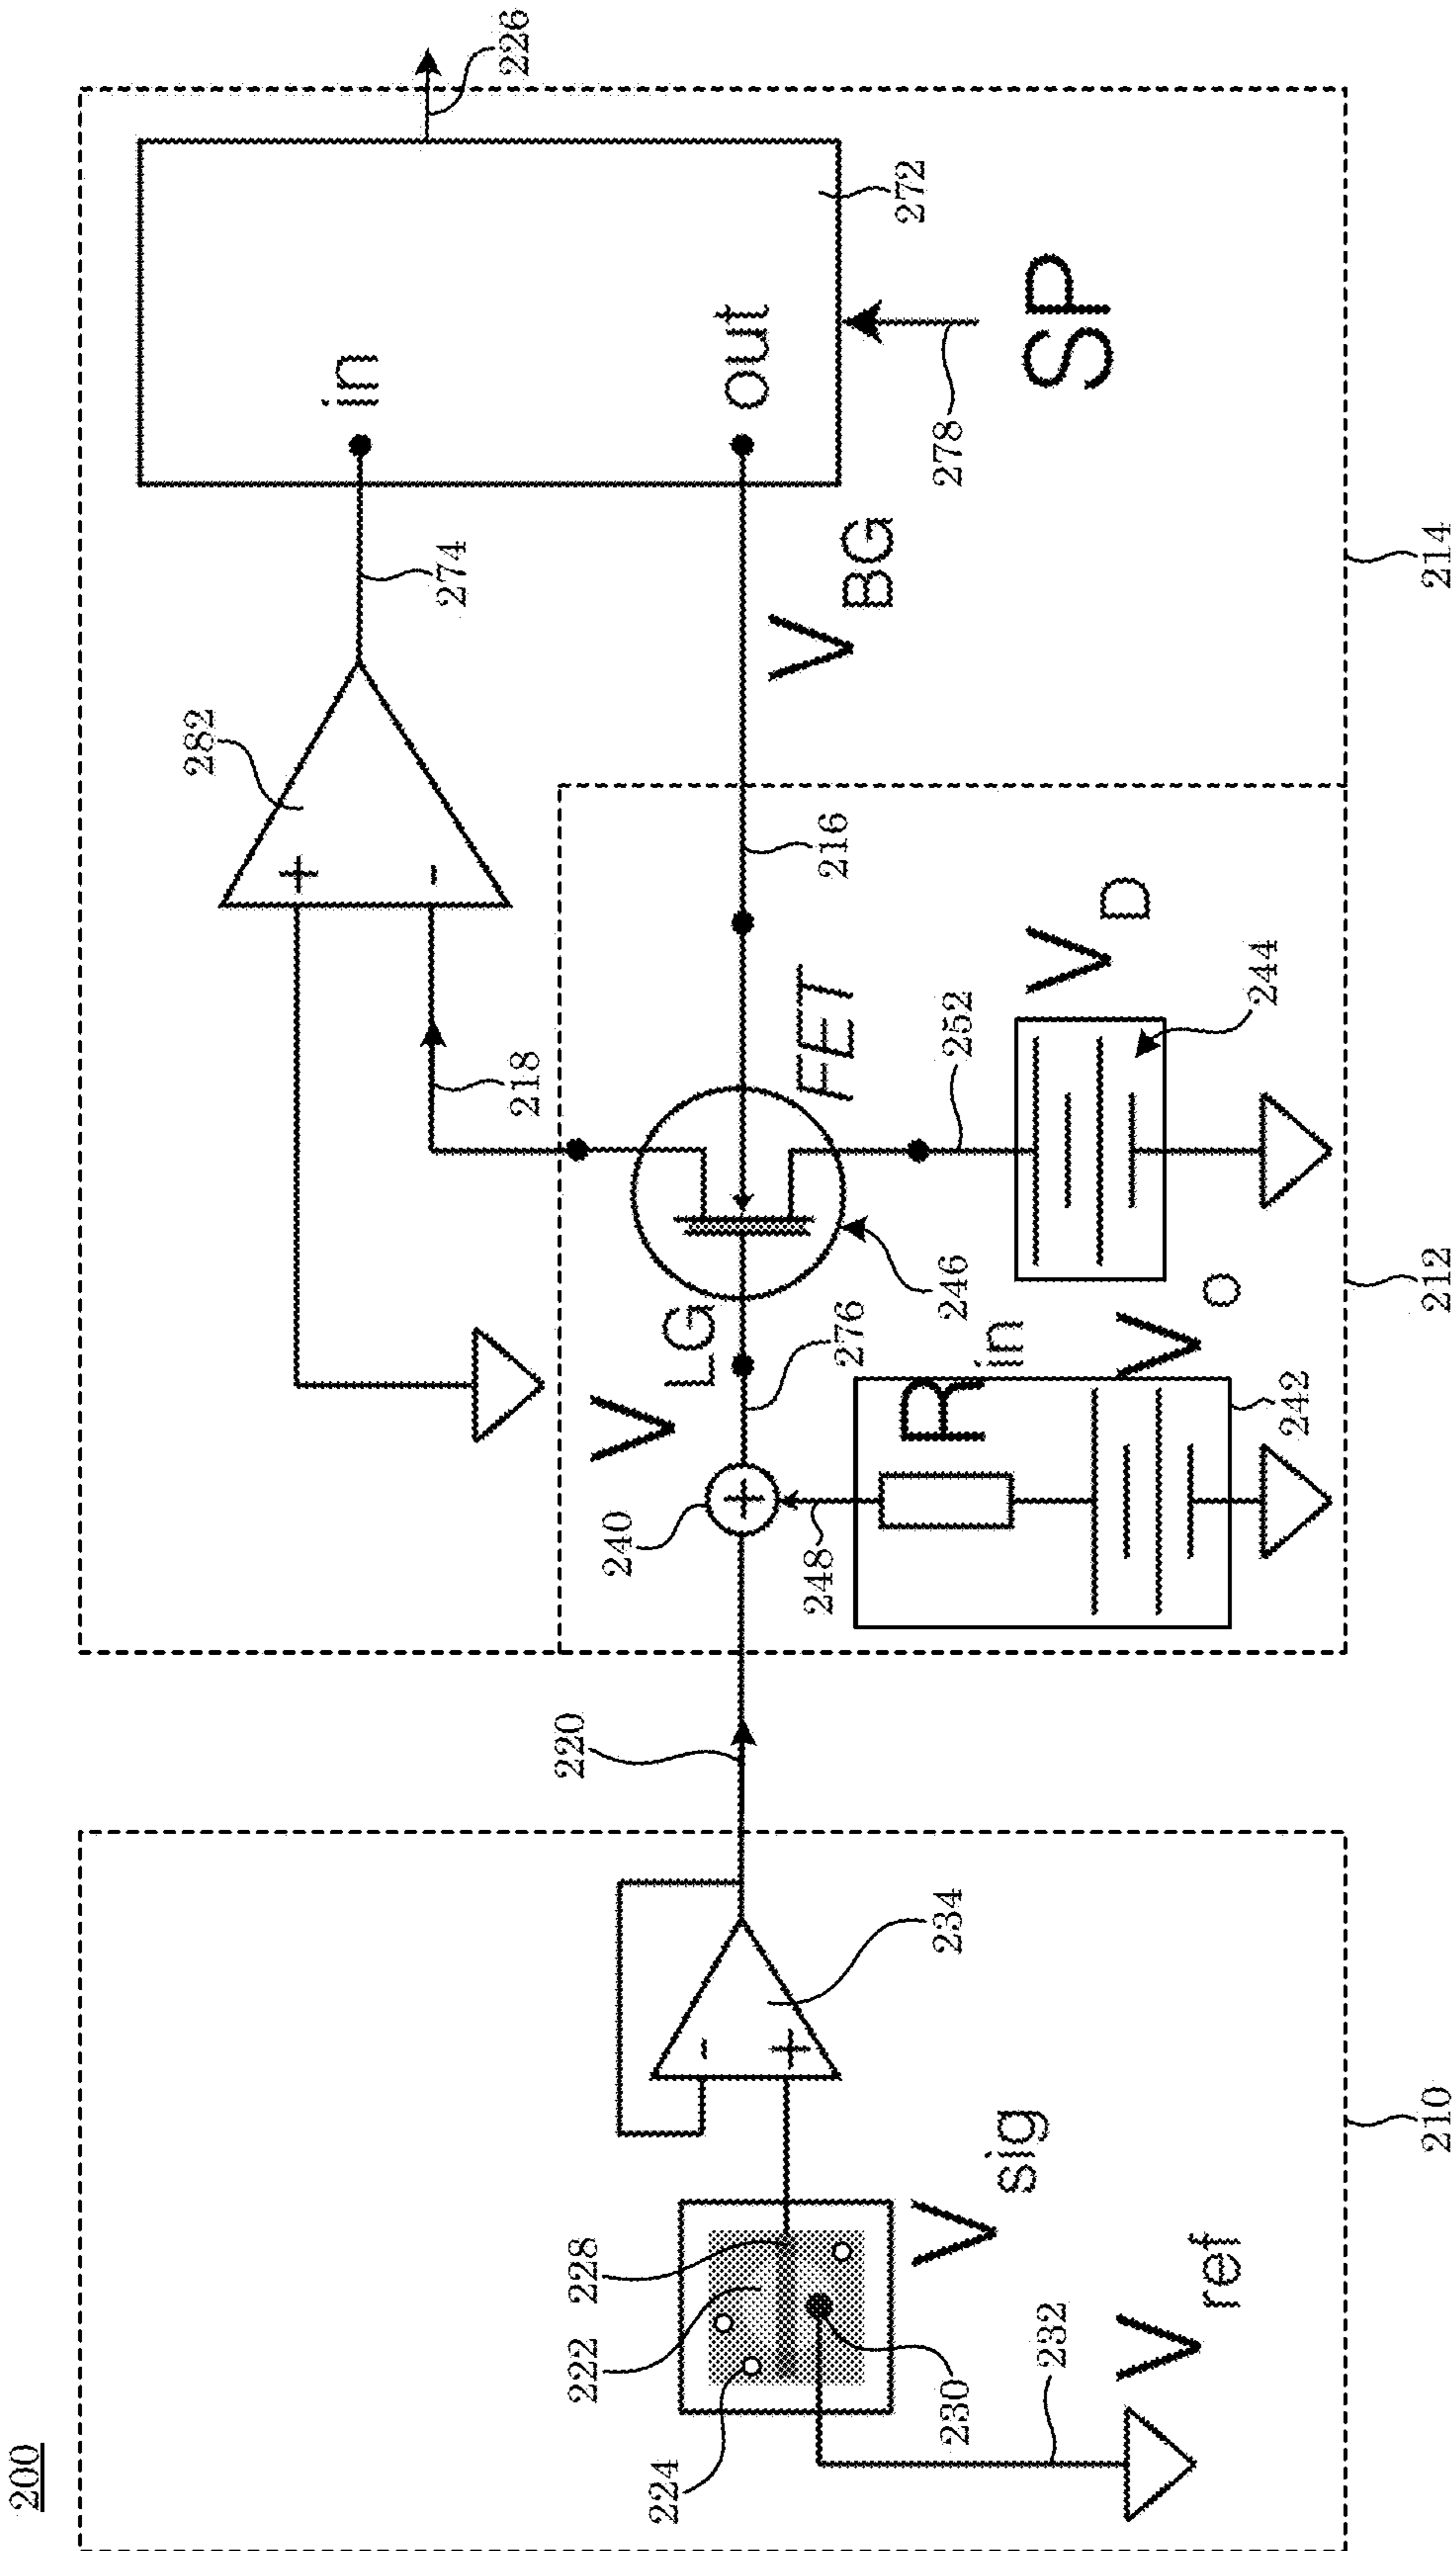 200
210
222
228
224
230
232
V ref
V sig
-
+
234
220
212
214
240
+
V LG
276
248
R in
V O
242
246
FET
252
V D
244
218
216
+
-
282
274
V BG
in
out
272
278
SP
226